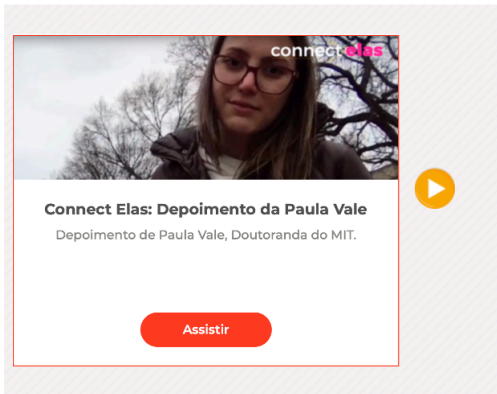 connect elas
Connect Elas: Depoimento da Paula Vale
Depoimento de Paula Vale, Doutoranda do MIT.
Assistir